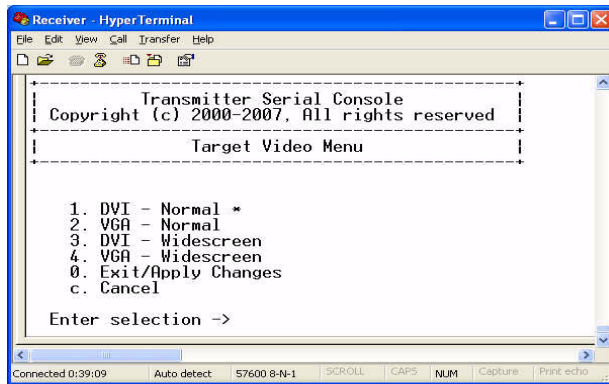 Receiver - HyperTerminal
File Edit View Call Transfer Help
Transmitter Serial Console
Copyright (c) 2000-2007, All rights reserved
Target Video Menu
1. DVI - Normal *
2. VGA - Normal
3. DVI - Widescreen
4. VGA - Widescreen
0. Exit/Apply Changes
c. Cancel
Enter selection ->
Connected 0:39:09 Auto detect 57600 8-N-1 SCROLL CAPS NUM Capture Print echo